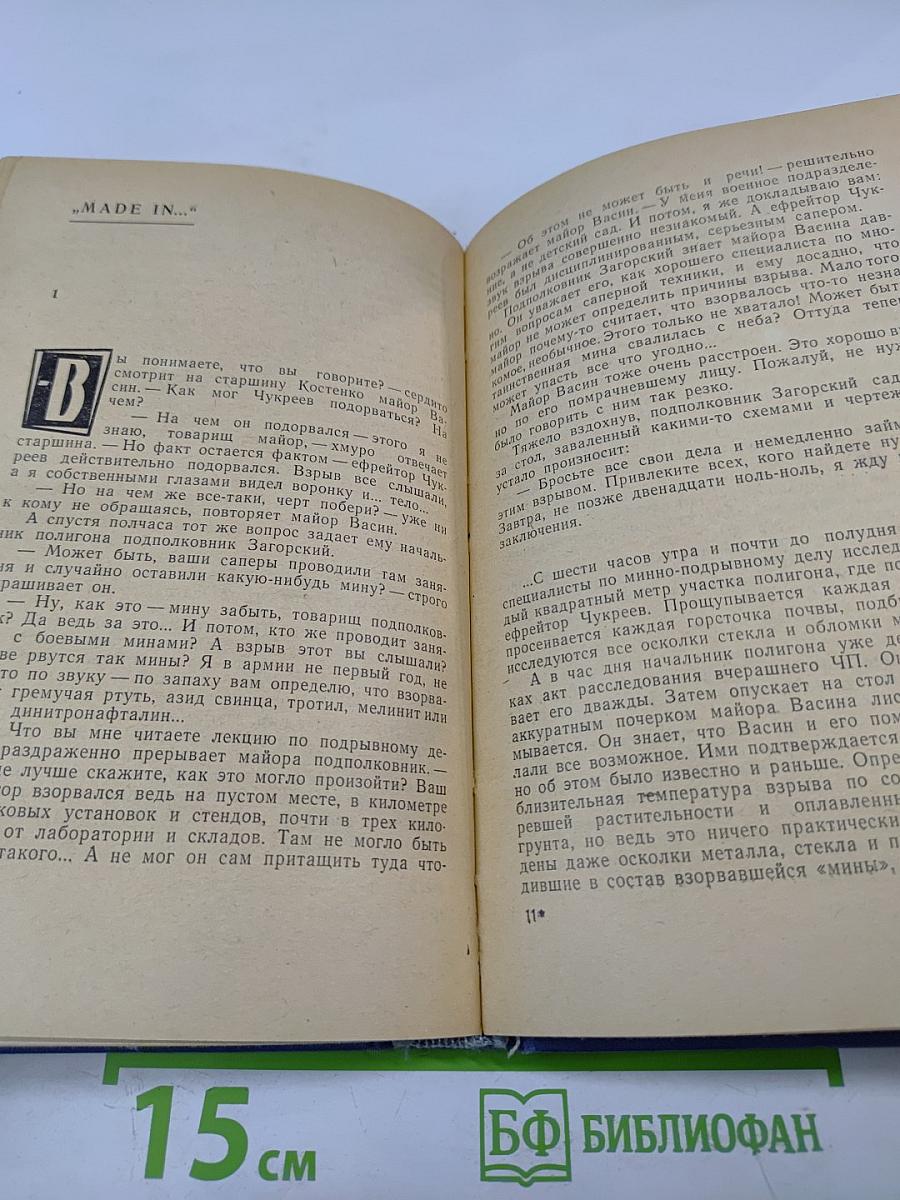 „MADE IN...“
1
-В
ы понимаете, что вы говорите? — сердито
смотрит на старшину Костенко майор Ва-
син. — Как мог Чукреев подорваться? На
чем?
— На чем он подорвался — этого я не
знаю, товарищ майор, — хмуро отвечает
старшина. — Но факт остается фактом — ефрейтор Чук-
реев действительно подорвался. Взрыв все слышали,
а я собственными глазами видел воронку и... тело...
— Но на чем же все-таки, черт побери? — уже ни
к кому не обращаясь, повторяет майор Васин.
А спустя полчаса тот же вопрос задает ему началь-
ник полигона подполковник Загорский.
— Может быть, ваши саперы проводили там заня-
ия и случайно оставили какую-нибудь мину? — строго
рашивает он.
— Ну, как это — мину забыть, товарищ подполков-
к? Да ведь за это... И потом, кто же проводит заня-
с боевыми минами? А взрыв этот вы слышали?
ве рвутся так мины? Я в армии не первый год, не
то по звуку — по запаху вам определю, что взорва-
гремучая ртуть, азид свинца, тротил, мелинит или
динитронафталин...
Что вы мне читаете лекцию по подрывному де-
раздраженно прерывает майора подполковник. —
е лучше скажите, как это могло произойти? Ваш
ор взорвался ведь на пустом месте, в километре
ковых установок и стендов, почти в трех кило-
от лаборатории и складов. Там не могло быть
такого... А не мог он сам притащить туда что-
— Об этом не может быть и речи! — решительно
возражает майор Васин. — У меня военное подразделе-
ние, а не детский сад. И потом, я же докладываю вам:
звук взрыва совершенно незнакомый. А ефрейтор Чук-
реев был дисциплинированным, серьезным сапером.
Подполковник Загорский знает майора Васина дав-
но. Он уважает его, как хорошего специалиста по мно-
гим вопросам саперной техники, и ему досадно, что
майор не может определить причины взрыва. Мало того
майор почему-то считает, что взорвалось что-то незна
комое, необычное. Этого только не хватало! Может быт
таинственная мина свалилась с неба? Оттуда тепе
может упасть все что угодно...
Майор Васин тоже очень расстроен. Это хорошо ви
но по его помрачневшему лицу. Пожалуй, не нуж
было говорить с ним так резко.
Тяжело вздохнув, подполковник Загорский сад
за стол, заваленный какими-то схемами и чертеж
устало произносит:
— Бросьте все свои дела и немедленно займ
этим взрывом. Привлеките всех, кого найдете ну
Завтра, не позже двенадцати ноль-ноль, я жду
заключения.
...С шести часов утра и почти до полудня
специалисты по минно-подрывному делу исслед
дый квадратный метр участка полигона, где по
ефрейтор Чукреев. Прощупывается каждая
просеивается каждая горсточка почвы, подб
исследуются все осколки стекла и обломки м
А в час дня начальник полигона уже де
ках акт расследования вчерашнего ЧП. Он
вает его дважды. Затем опускает на стол
аккуратным почерком майора Васина лис
мывается. Он знает, что Васин и его пом
лали все возможное. Ими подтверждается
но об этом было известно и раньше. Опре
близительная температура взрыва по со
ревшей растительности и оплавленны
грунта, но ведь это ничего практически
дены даже осколки металла, стекла и п
дившие в состав взорвавшейся «мины»,
11*
15 см
БФ БИБЛИОФАН